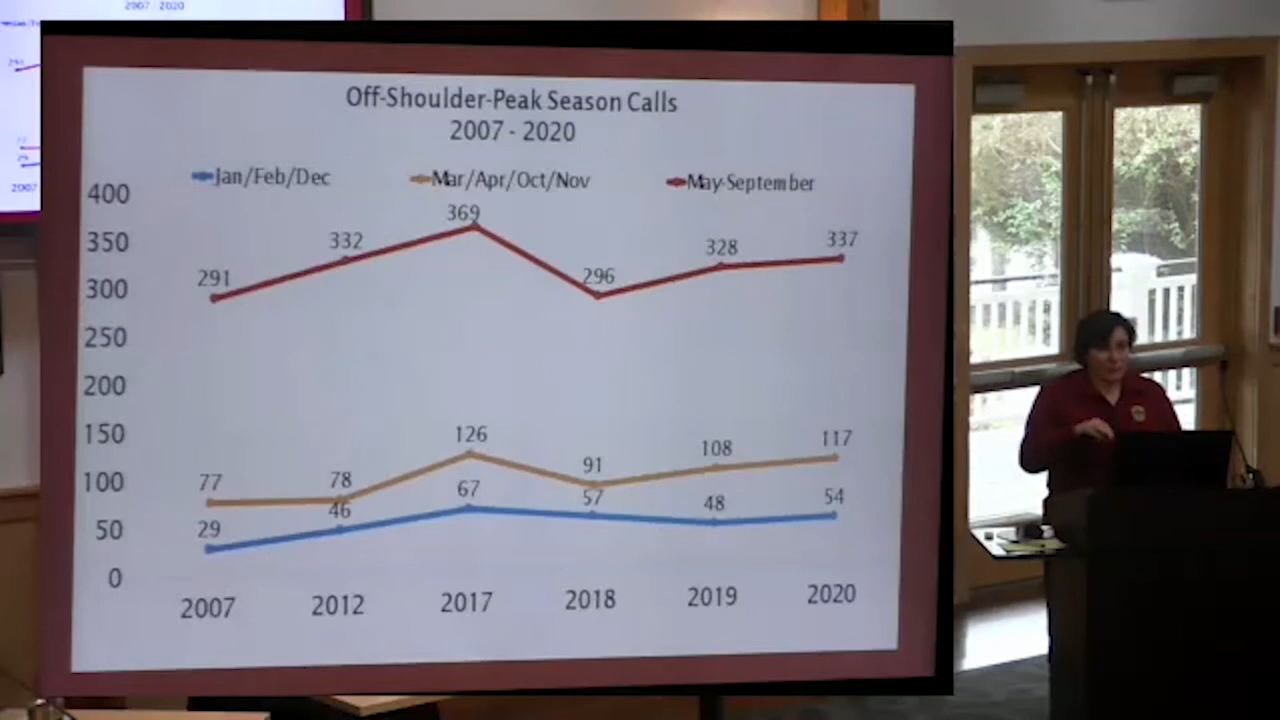 2007 - 2020
2007
Off-Shoulder-Peak Season Calls
2007 - 2020
Jan/Feb/Dec Mar/Apr/Oct/Nov May-September
400
350
300
250
200
150
100
50
0
291 332 369 296 328 337
77 78 126 91 108 117
29 46 67 57 48 54
2007 2012 2017 2018 2019 2020